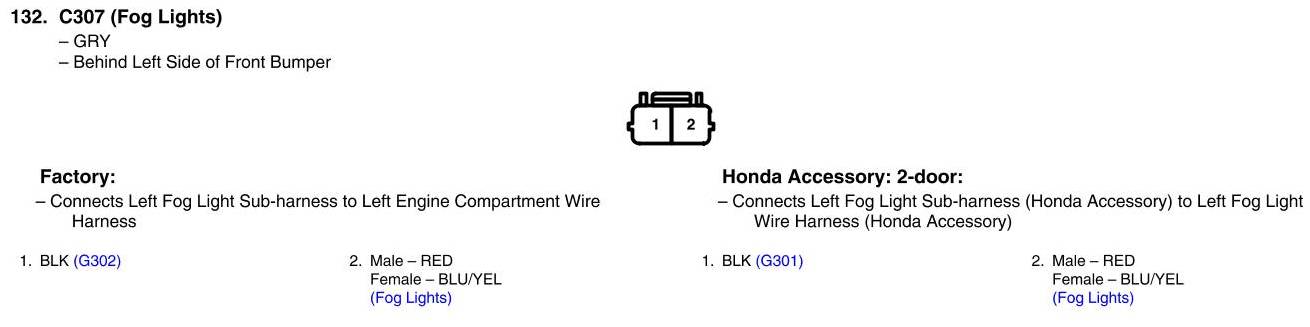 132. C307 (Fog Lights)
– GRY
– Behind Left Side of Front Bumper
1 2
Factory:
– Connects Left Fog Light Sub-harness to Left Engine Compartment Wire
Harness
1. BLK (G302)
2. Male – RED
Female – BLU/YEL
(Fog Lights)
Honda Accessory: 2-door:
– Connects Left Fog Light Sub-harness (Honda Accessory) to Left Fog Light
Wire Harness (Honda Accessory)
1. BLK (G301)
2. Male – RED
Female – BLU/YEL
(Fog Lights)